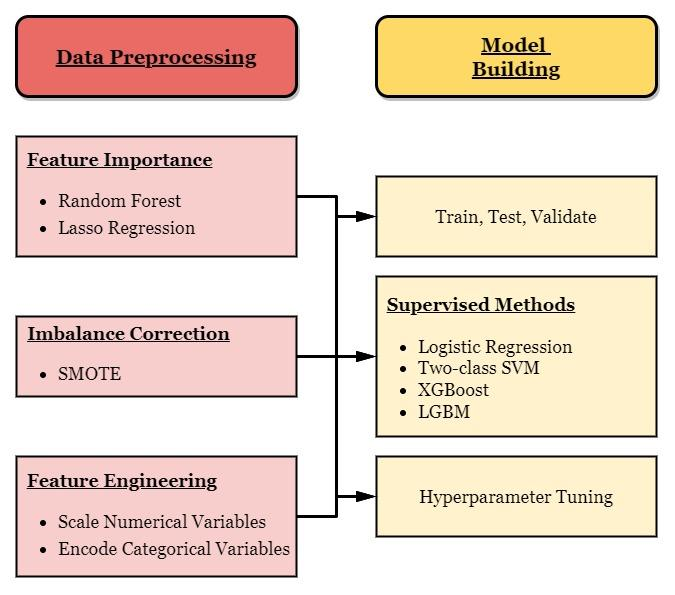 Data Preprocessing
Model
Building
Feature Importance
• Random Forest
• Lasso Regression
Imbalance Correction
• SMOTE
Feature Engineering
• Scale Numerical Variables
• Encode Categorical Variables
Train, Test, Validate
Supervised Methods
• Logistic Regression
• Two-class SVM
• XGBoost
• LGBM
Hyperparameter Tuning